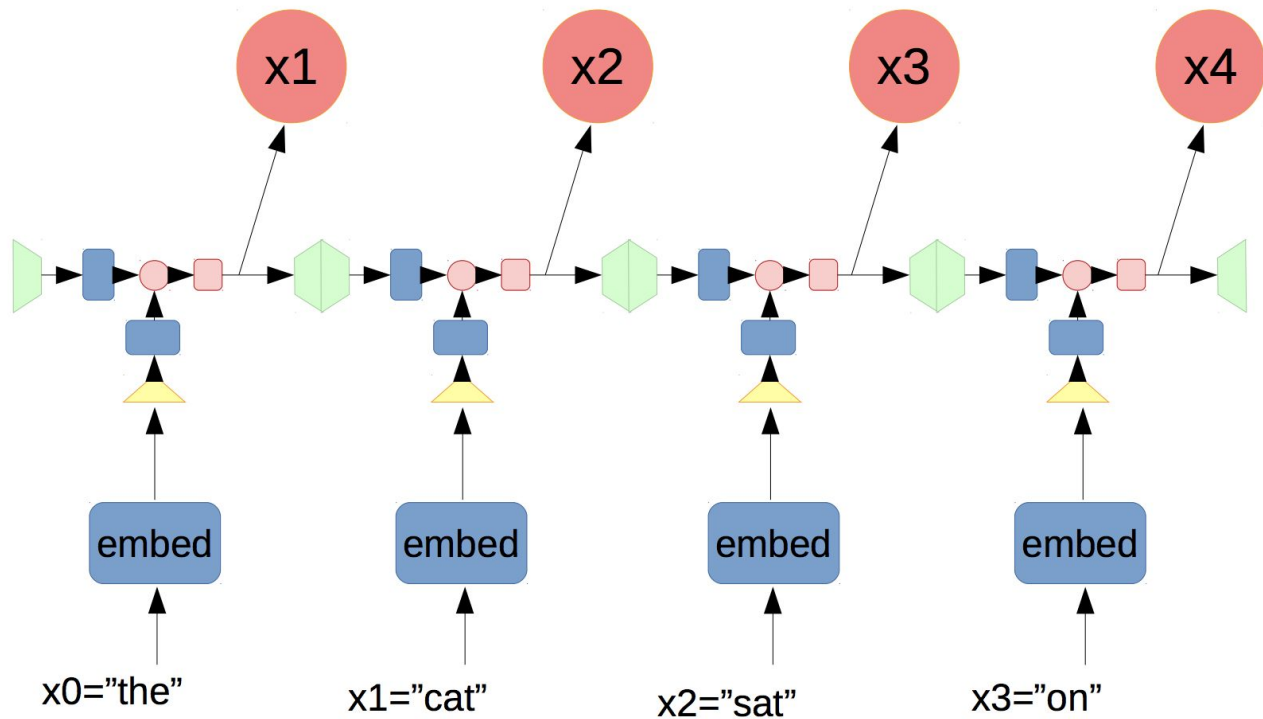 x1 x2 x3 x4
embed embed embed embed
x0=”the” x1=”cat” x2=”sat” x3=”on”